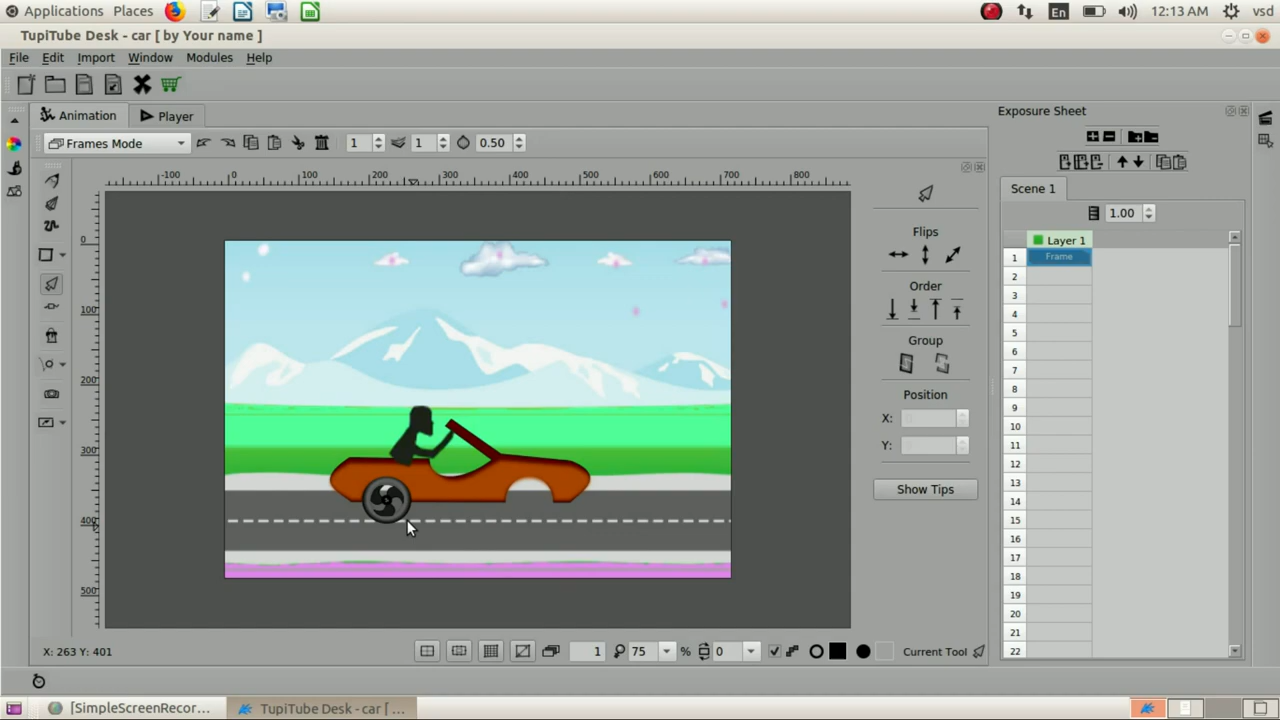 Applications Places En 12:13 AM vsd
TupiTube Desk - car [ by Your name ]
File Edit Import Window Modules Help
Animation Player
Frames Mode 1 1 0.50
-100 0 100 200 300 400 500 600 700 800
0
100
200
300
400
500
Flips
Order
Group
Position
X: 0
Y: 0
Show Tips
Exposure Sheet
Scene 1
1.00
Layer 1
1 Frame
2
3
4
5
6
7
8
9
10
11
12
13
14
15
16
17
18
19
20
21
22
X: 263 Y: 401 1 75 % 0 Current Tool
[SimpleScreenRecor... TupiTube Desk - car [ ...